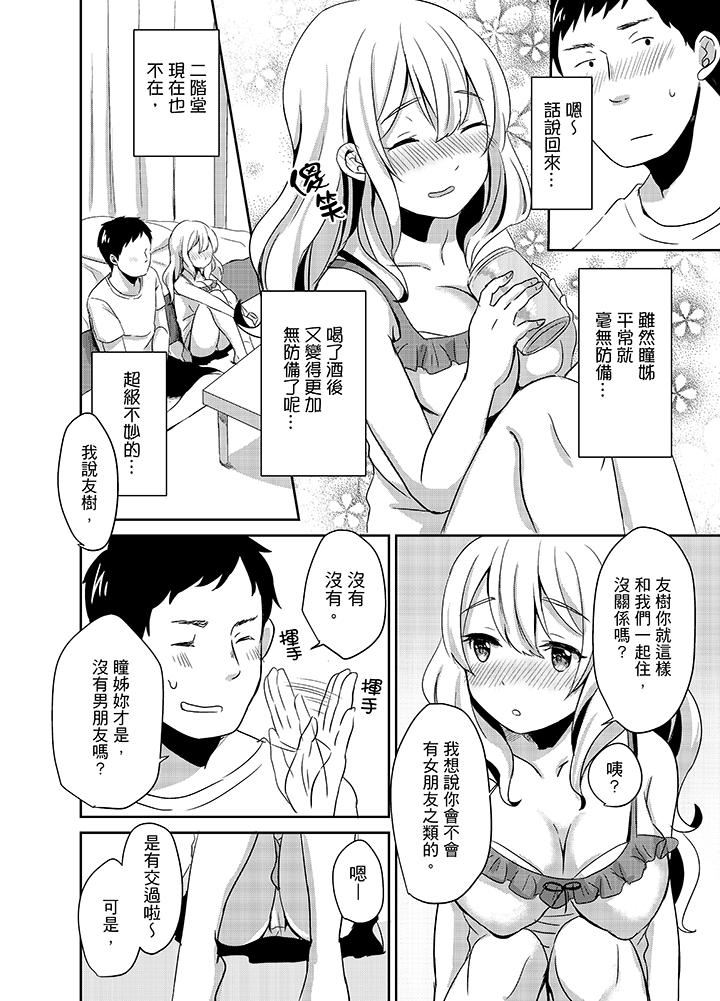 嗯～
話說回來…
雖然瞳姊
平常就
毫無防備…
傻笑
喝了酒後
又變得更加
無防備了呢…
二階堂
現在也
不在，
超級不妙的…
我說友樹，
友樹你就這樣
和我們一起住，
沒關係嗎？
咦？
我想說你會不會
有女朋友之類的。
沒有
沒有。
揮手
揮手
瞳姊妳才是，
沒有男朋友嗎？
嗯—
是有交過啦～
可是，